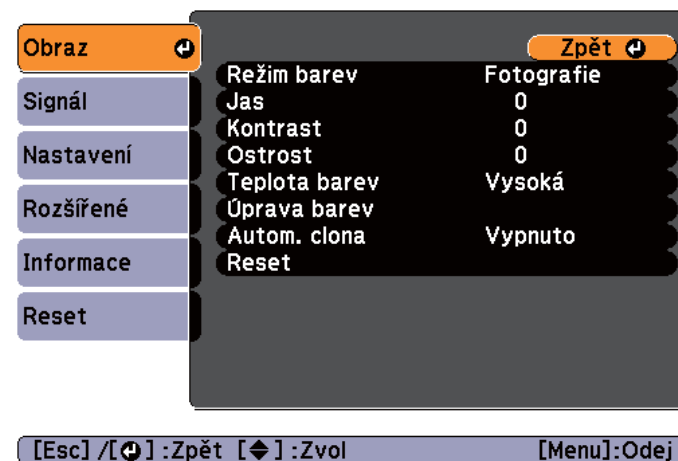 Obraz
Signál
Nastavení
Rozšířené
Informace
Reset
Zpět
Režim barev Fotografie
Jas 0
Kontrast 0
Ostrost 0
Teplota barev Vysoká
Úprava barev
Autom. clona Vypnuto
Reset
[Esc] /[ ] :Zpět [ ] :Zvol [Menu]:Odej